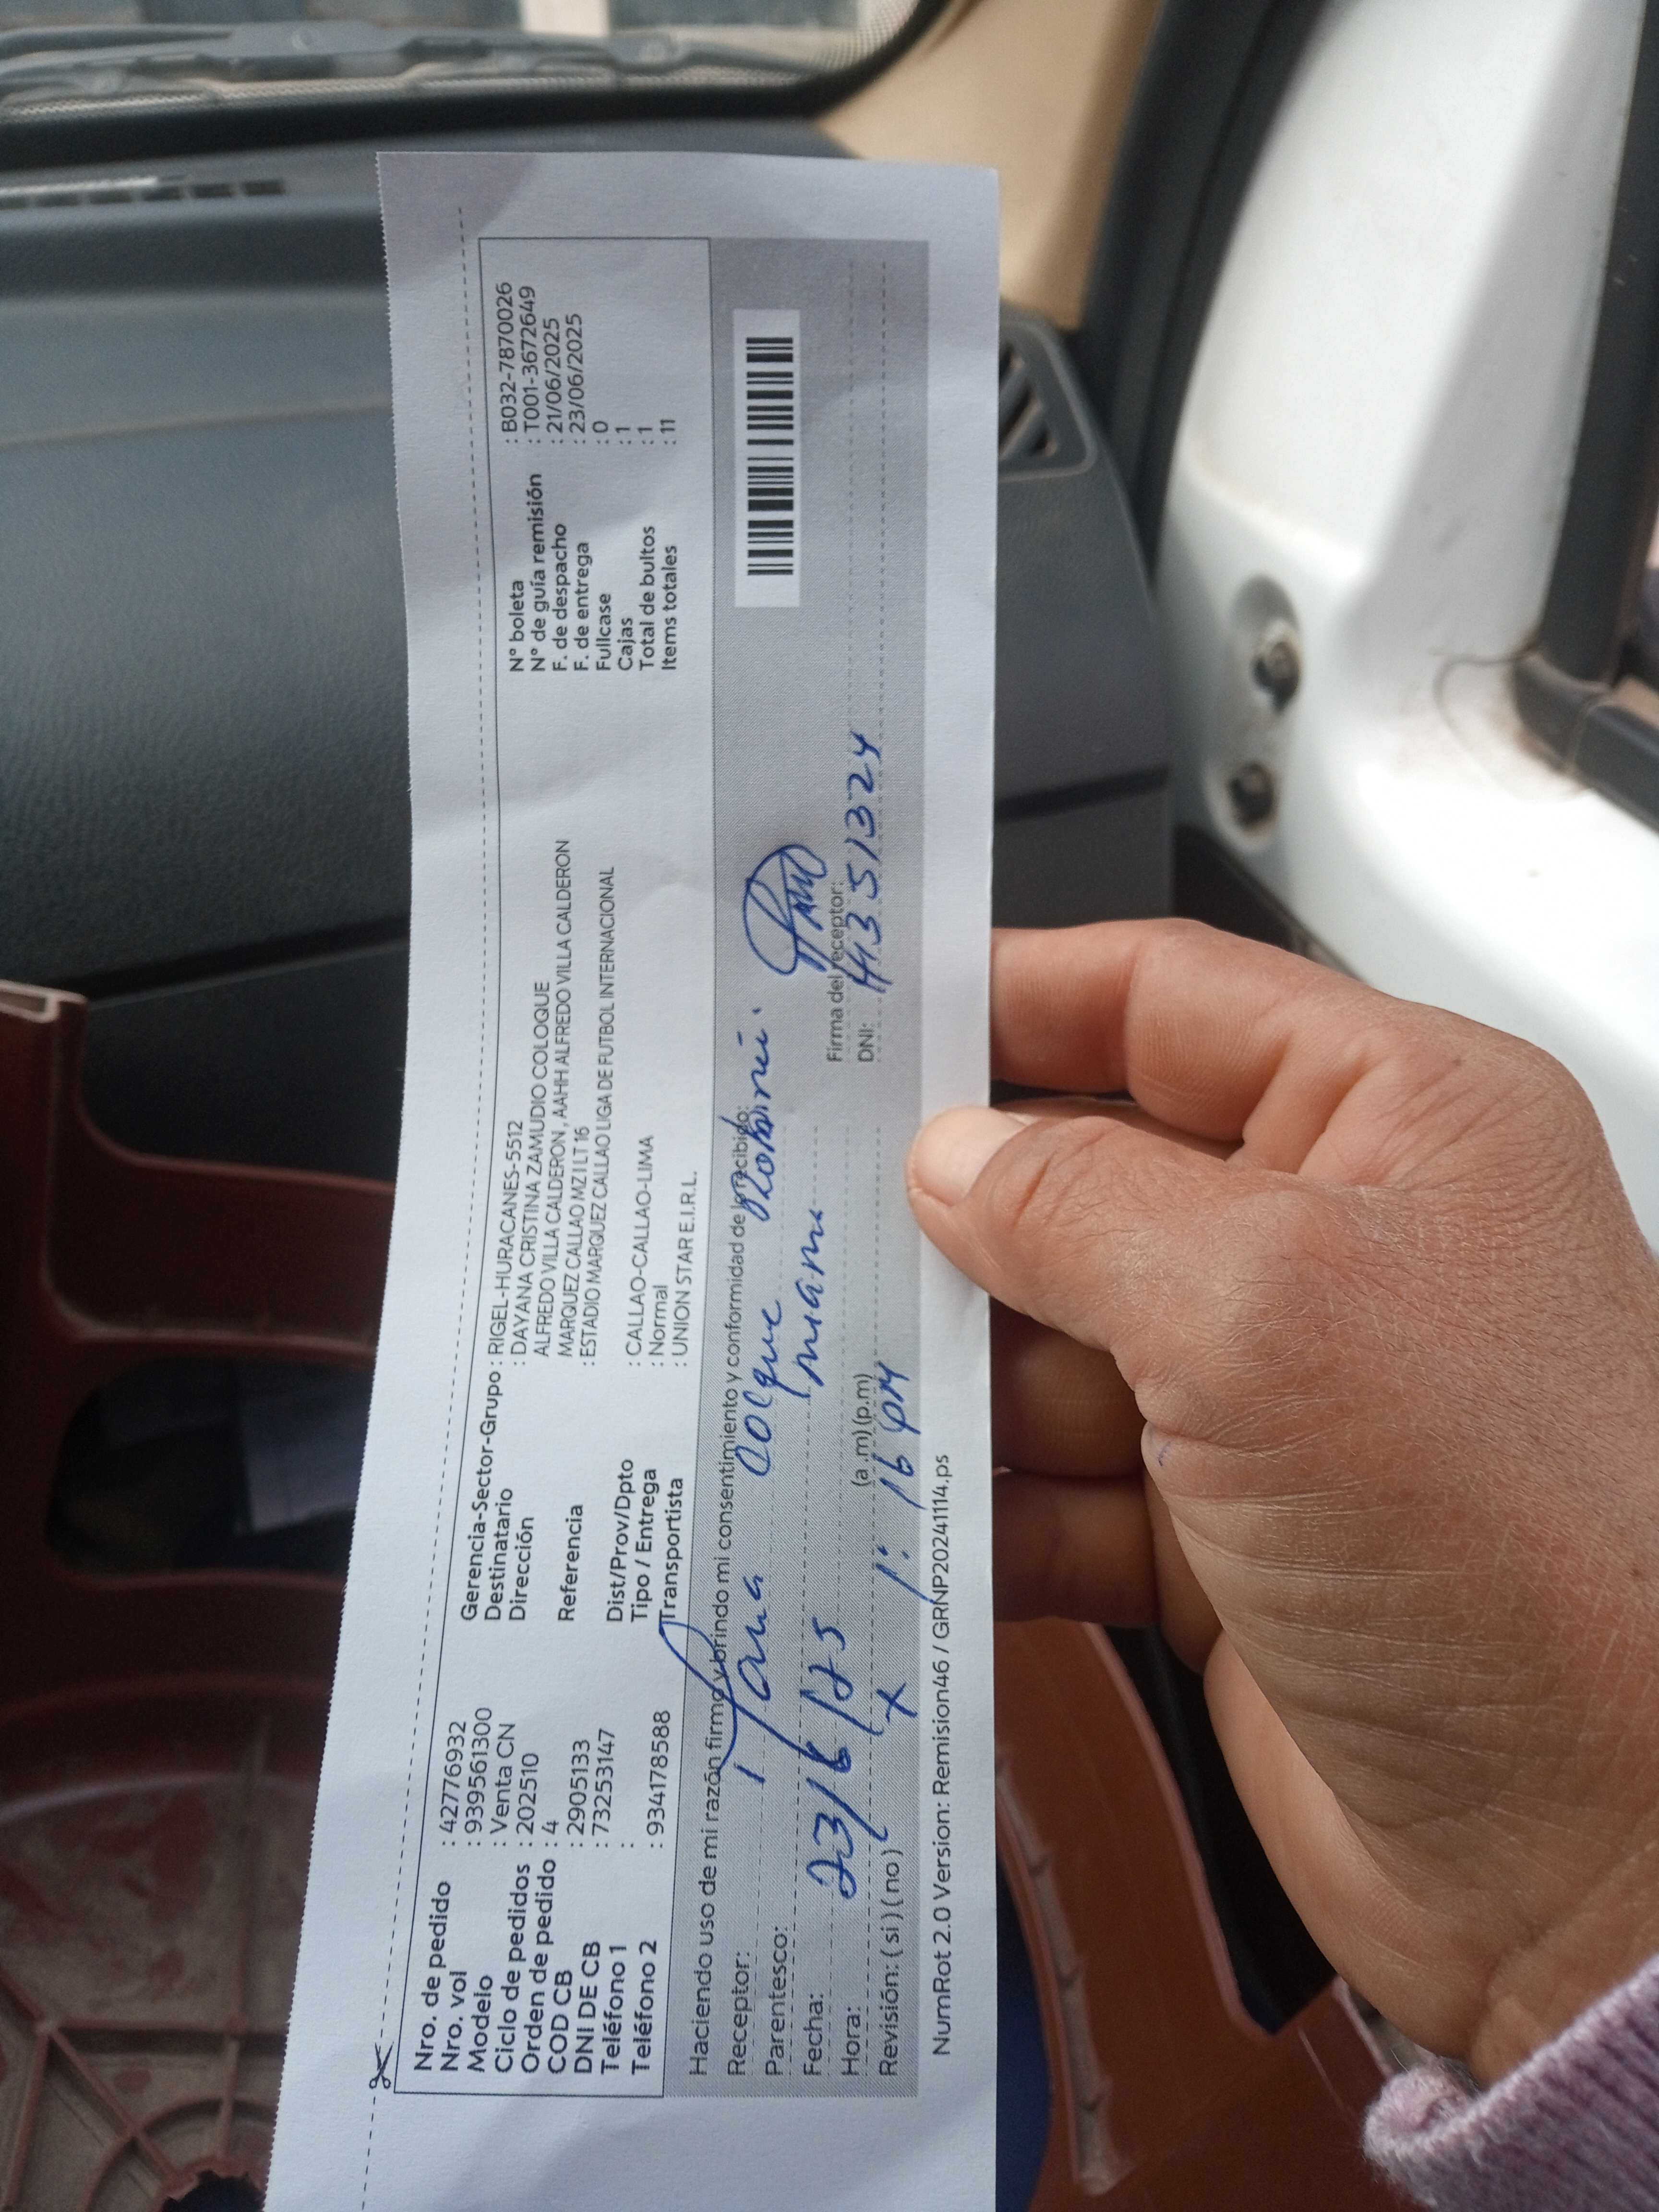 Nro. de pedido : 427776932
Nro. vol : 939561300
Modelo : Venta CN
Ciclo de pedidos : 202510
Orden de pedido : 4
COD CB : 2905133
DNI DE CB : 73253147
Teléfono 1 :
Teléfono 2 : 934178588
Gerencia-Sector-Grupo : RIGEL-HURACANES-5512
Destinatario : DAYANA CRISTINA ZAMUDIO COLOQUE
Dirección ALFREDO VILLA CALDERON, AAHH ALFREDO VILLA CALDERON
MARQUEZ CALLAO MZ I LT 16
Referencia : ESTADIO MARQUEZ CALLAO LIGA DE FUTBOL INTERNACIONAL
Dist/Prov/Dpto : CALLAO-CALLAO-LIMA
Tipo / Entrega : Normal
Transportista : UNION STAR E.I.R.L.
N° boleta : B032-7870026
N° de guía remisión : T001-3672649
F. de despacho : 21/06/2025
F. de entrega : 23/06/2025
Fullcase : 0
Cajas : 1
Total de bultos : 1
Items totales : 11
Haciendo uso de mi razón firmo y brindo mi consentimiento y conformidad de lo recibido:
Receptor: Colque
Parentesco: mama
Fecha: 23/6/25
Hora: (a.m)(p.m) 1:16 pm
Revisión: (si) (no) x
Firma del receptor:
DNI:
NumRot 2.0 Version: Remision46 / GRNP20241114.ps